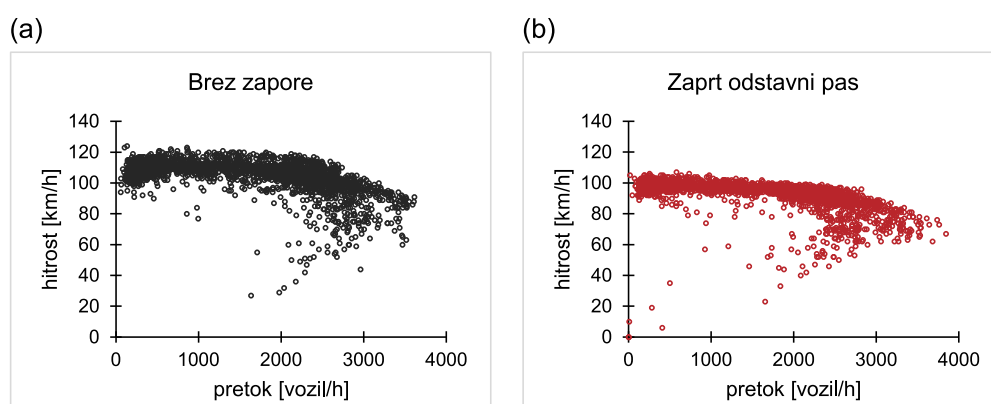 (a)
Brez zapore
140
120
100
80
60
40
20
0
hitrost [km/h]
0 1000 2000 3000 4000
pretok [vozil/h]
(b)
Zaprt odstavni pas
140
120
100
80
60
40
20
0
hitrost [km/h]
0 1000 2000 3000 4000
pretok [vozil/h]